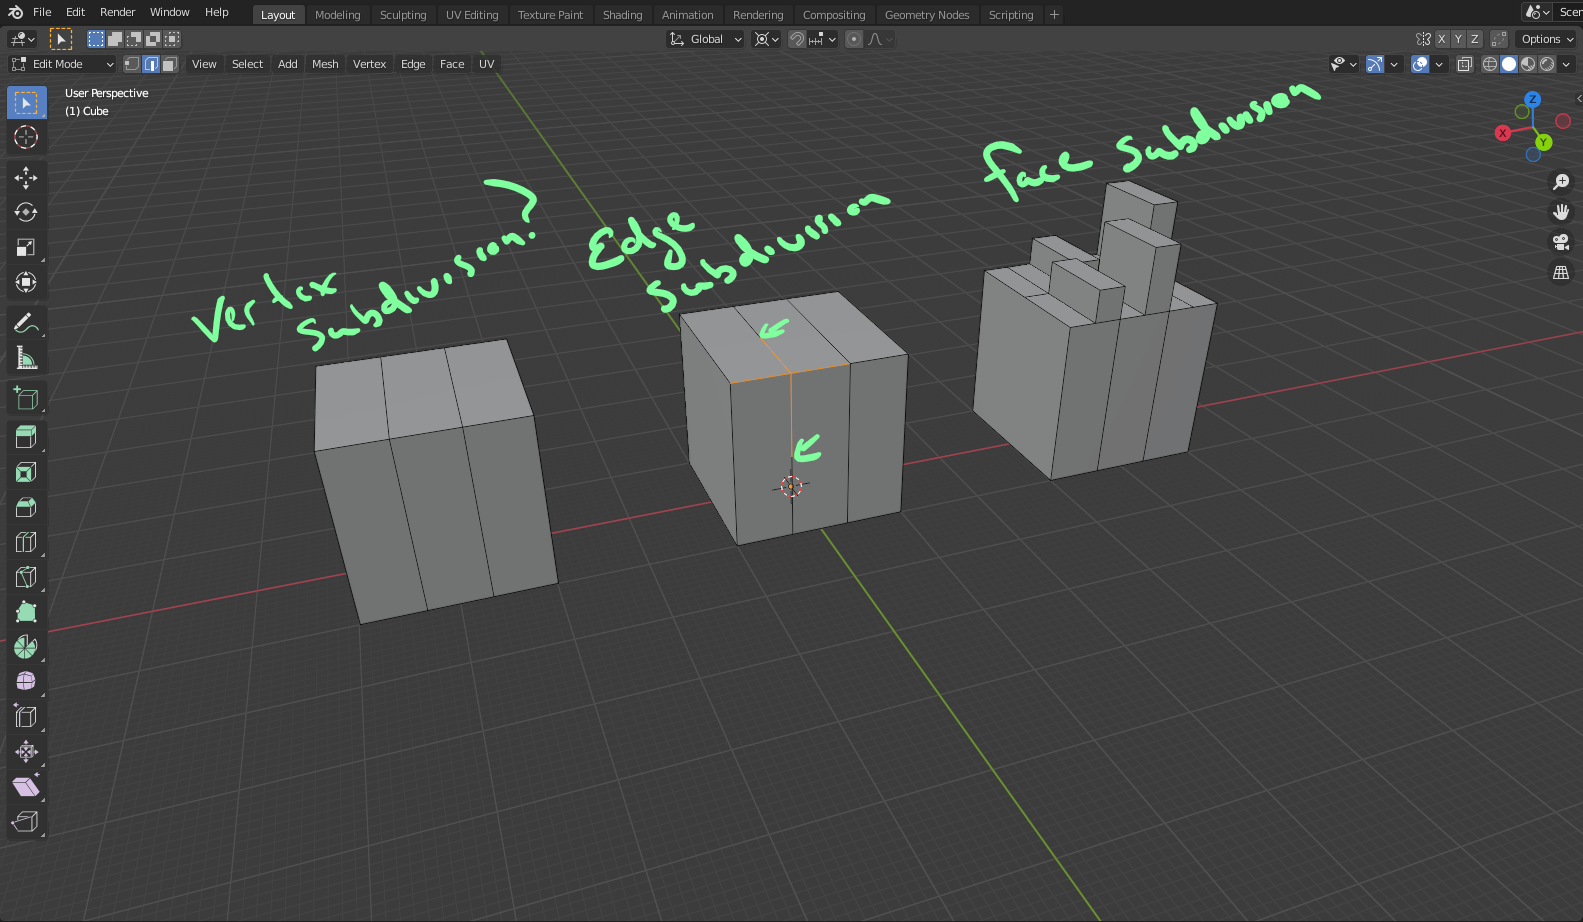 File Edit Render Window Help Layout Modeling Sculpting UV Editing Texture Paint Shading Animation Rendering Compositing Geometry Nodes Scripting + Scen
Global X Y Z Options
Edit Mode View Select Add Mesh Vertex Edge Face UV
User Perspective
(1) Cube
Z
X
Y
Vertex
Subdivision?
Edge
Subdivision
face Subdivision